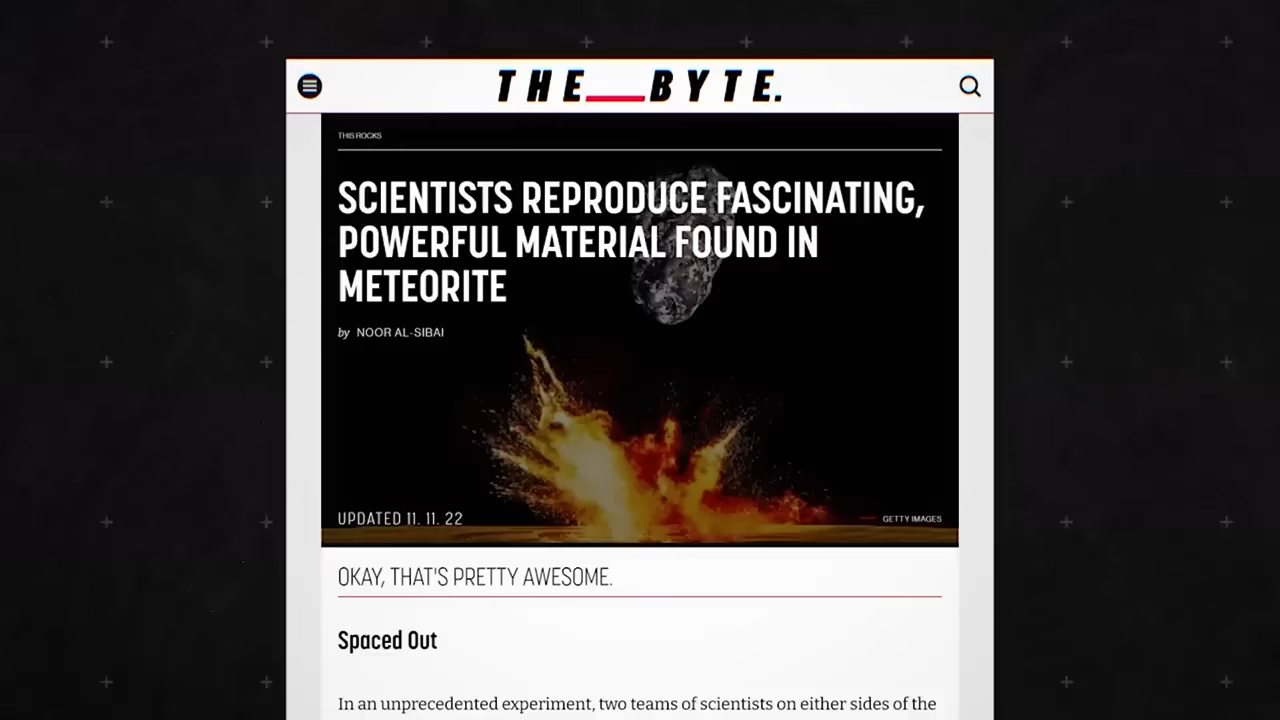 THE__BYTE.
THIS ROCKS
SCIENTISTS REPRODUCE FASCINATING,
POWERFUL MATERIAL FOUND IN
METEORITE
by NOOR AL-SIBAI
UPDATED 11. 11. 22
GETTY IMAGES
OKAY, THAT'S PRETTY AWESOME.
Spaced Out
In an unprecedented experiment, two teams of scientists on either sides of the